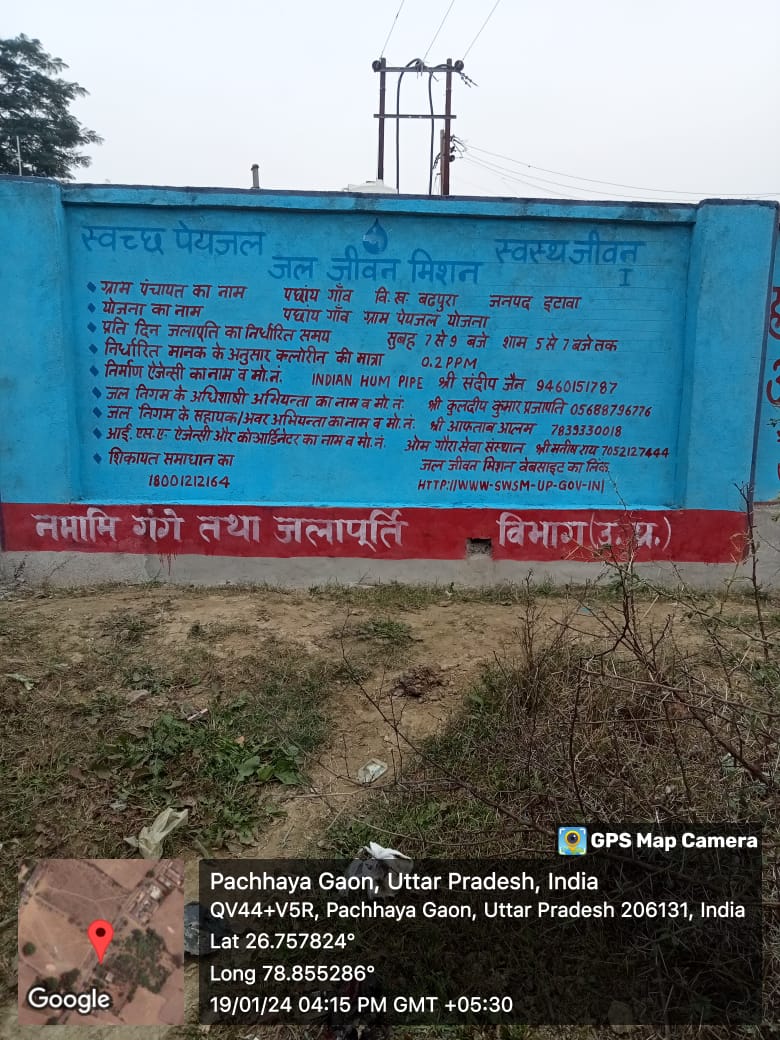 स्वच्छ पेयजल स्वस्थ जीवन
जल जीवन मिशन
ग्राम पंचायत का नाम पछांय गाँव वि.ख. बढपुरा जनपद इटावा
योजना का नाम पछांय गाँव ग्राम पेयजल योजना
प्रति दिन जलापूति का निर्धारित समय सुबह 7 से 9 बजे शाम 5 से 7 बजे तक
निर्धारित मानक के अनुसार क्लोरीन की मात्रा 0.2 PPM
निर्माण ऐजेन्सी का नाम व मो.नं. INDIAN HUM PIPE श्री संदीप जैन 9460151787
जल निगम के अधिशाषी अभियन्ता का नाम व मो. नं. श्री कुलदीप कुमार प्रजापति 05688796776
जल निगम के सहायक/अवर अभियन्ता का नाम व मो. नं. श्री आफताब आलम 7839330018
आई.एस.ए. ऐजेन्सी और कोआर्डिनेटर का नाम व मो.नं. ओम गौरा सेवा संस्थान श्री मनीष राय 7052127444
शिकायत समाधान का जल जीवन मिशन वेबसाइट का लिंक
18001212164 HTTP://WWW-SWSM-UP-GOV-IN/
नमामि गंगे तथा जलापूर्ति विभाग (उ. प्र.)
GPS Map Camera
Pachhaya Gaon, Uttar Pradesh, India
QV44+V5R, Pachhaya Gaon, Uttar Pradesh 206131, India
Lat 26.757824°
Long 78.855286°
19/01/24 04:15 PM GMT +05:30
Google